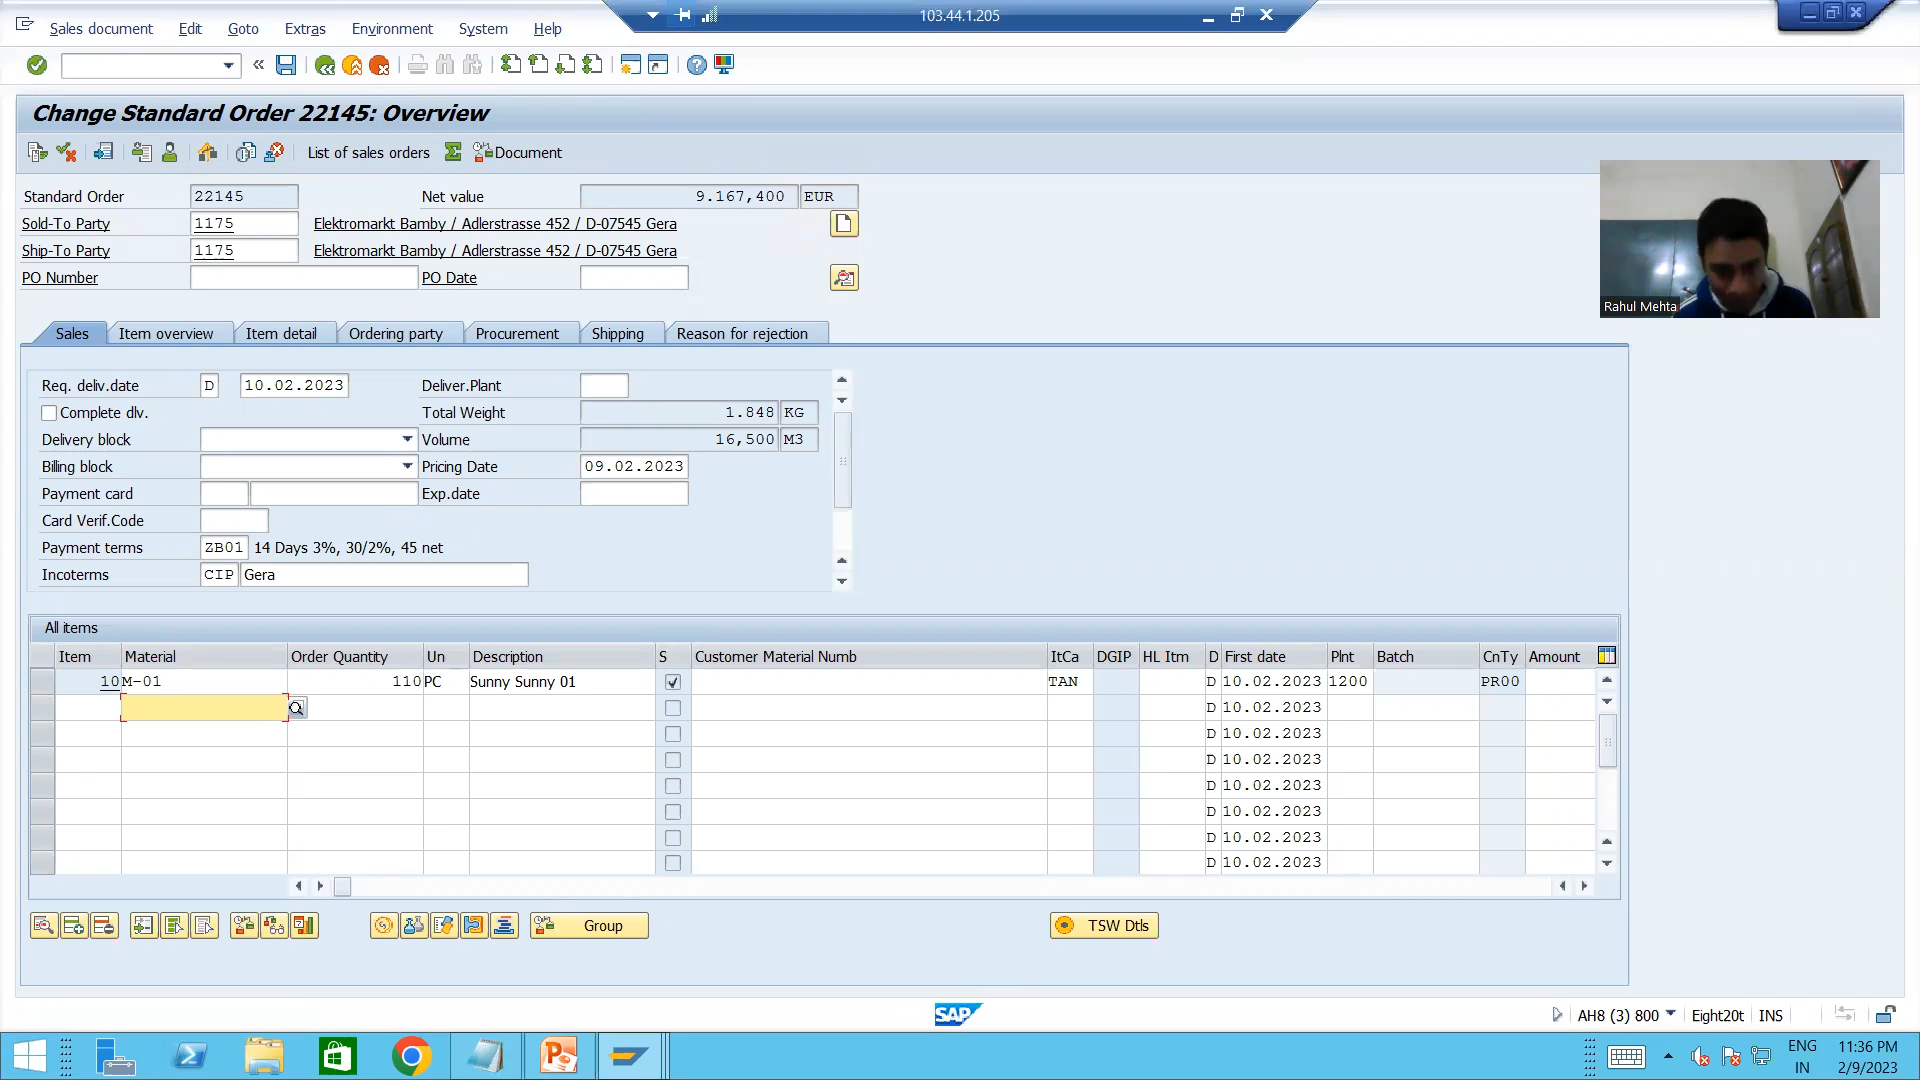 103.44.1.205
Sales document Edit Goto Extras Environment System Help
Change Standard Order 22145: Overview
List of sales orders Document
Standard Order 22145 Net value 9.167,400 EUR
Sold-To Party 1175 Elektromarkt Bamby / Adlerstrasse 452 / D-07545 Gera
Ship-To Party 1175 Elektromarkt Bamby / Adlerstrasse 452 / D-07545 Gera
PO Number PO Date
Rahul Mehta
Sales Item overview Item detail Ordering party Procurement Shipping Reason for rejection
Req. deliv.date D 10.02.2023 Deliver.Plant
Complete dlv. Total Weight 1.848 KG
Delivery block Volume 16,500 M3
Billing block Pricing Date 09.02.2023
Payment card Exp.date
Card Verif.Code
Payment terms ZB01 14 Days 3%, 30/2%, 45 net
Incoterms CIP Gera
All items
Item Material Order Quantity Un Description S Customer Material Numb ItCa DGIP HL Itm D First date Plnt Batch CnTy Amount
10 M-01 110 PC Sunny Sunny 01 TAN D 10.02.2023 1200 PR00
D 10.02.2023
D 10.02.2023
D 10.02.2023
D 10.02.2023
D 10.02.2023
D 10.02.2023
D 10.02.2023
Group TSW Dtls
SAP AH8 (3) 800 Eight20t INS
ENG 11:36 PM
IN 2/9/2023